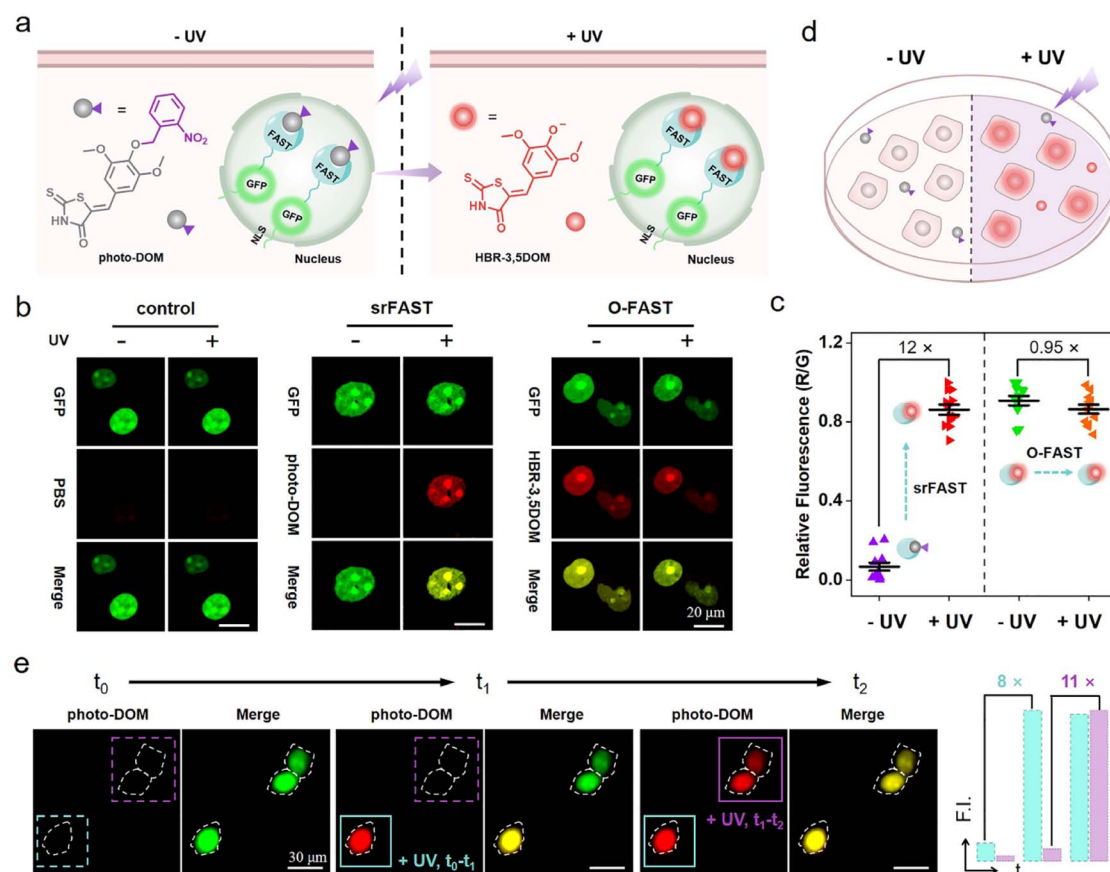 a
- UV
+ UV
=
NO₂
O
O
O
S
S
HN
O
photo-DOM
FAST
FAST
GFP
GFP
NLS
Nucleus
=
O⁻
O
O
S
S
HN
O
HBR-3,5DOM
FAST
FAST
GFP
GFP
NLS
Nucleus
d
- UV
+ UV
b
control
srFAST
O-FAST
UV
-
+
-
+
-
+
GFP
PBS
Merge
GFP
photo-DOM
Merge
GFP
HBR-3,5DOM
Merge
20 μm
c
Relative Fluorescence (R/G)
1.2
0.8
0.4
0.0
12 ×
0.95 ×
srFAST
O-FAST
- UV
+ UV
- UV
+ UV
e
t₀
t₁
t₂
photo-DOM
Merge
photo-DOM
Merge
photo-DOM
Merge
30 μm
+ UV, t₀-t₁
+ UV, t₁-t₂
8 ×
11 ×
F.I.
t